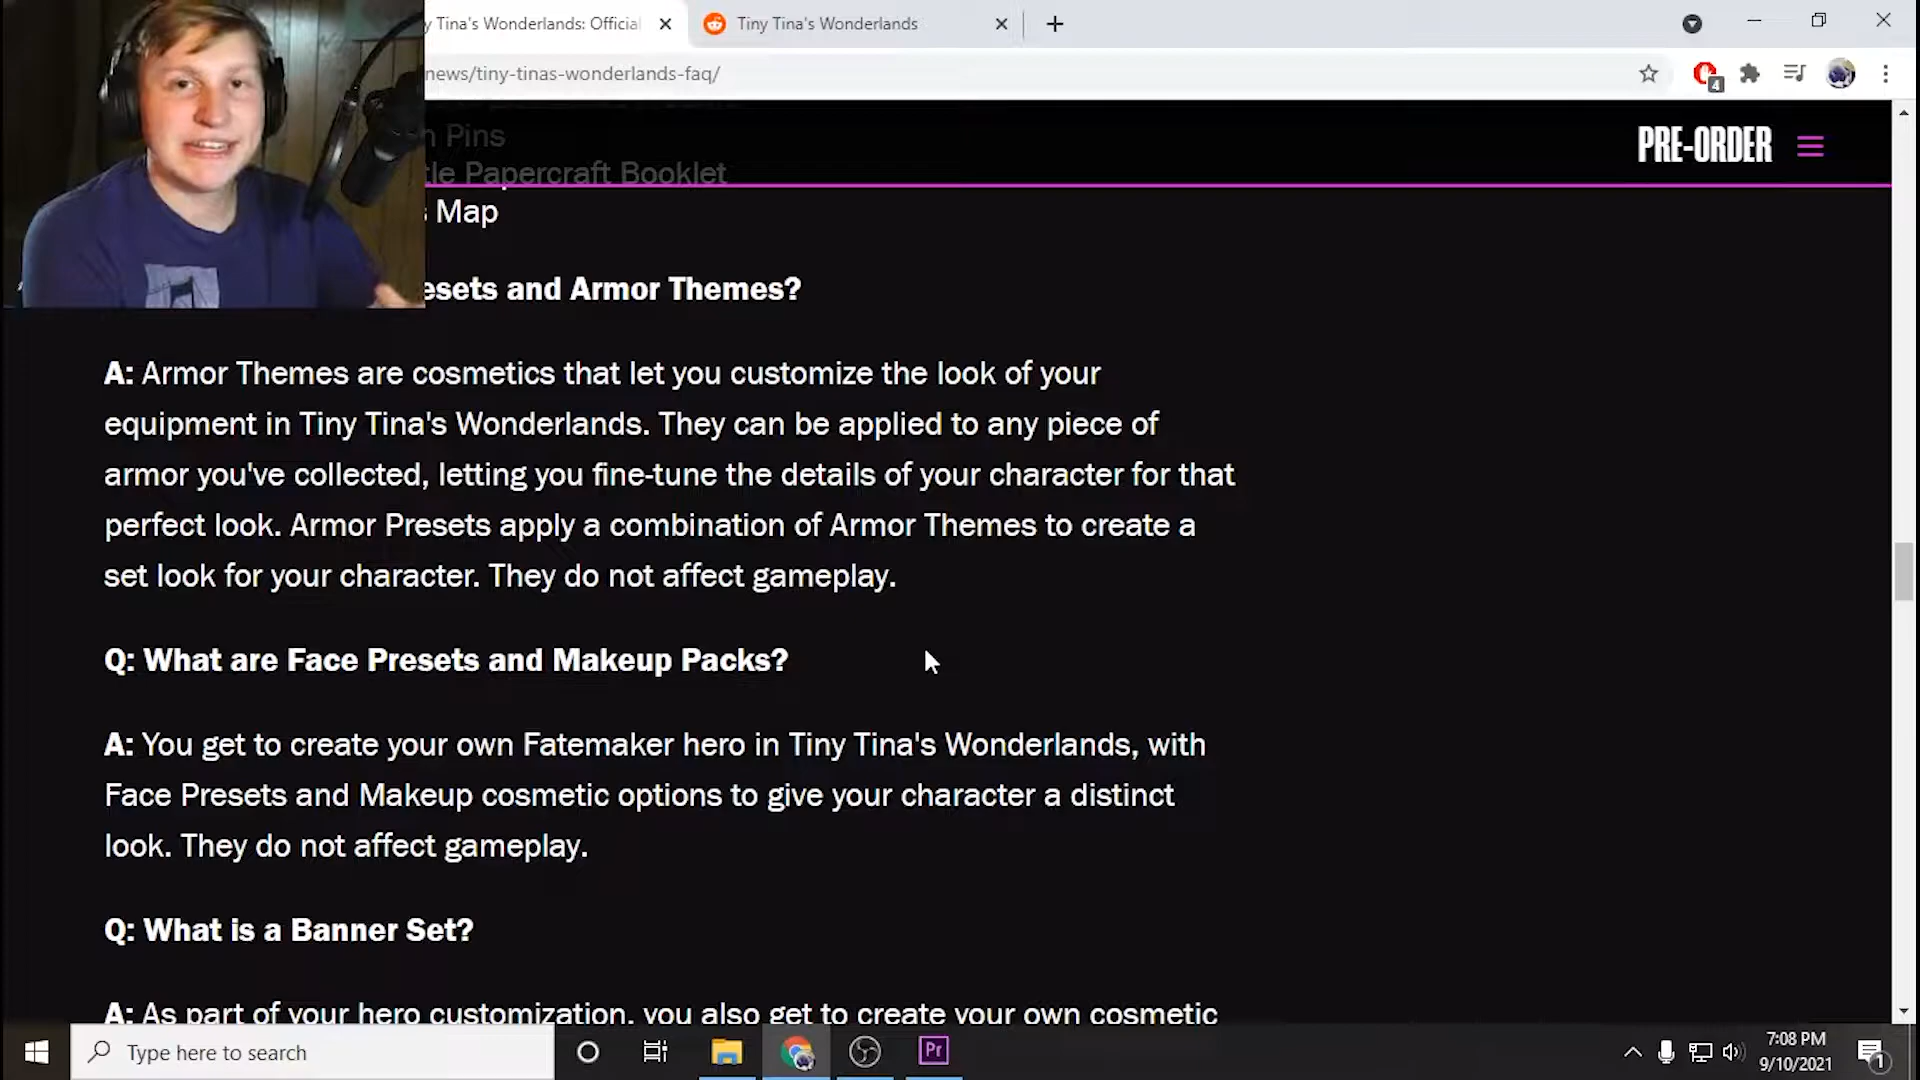 y Tina's Wonderlands: Official
Tiny Tina's Wonderlands
news/tiny-tinas-wonderlands-faq/
4
n Pins
tle Papercraft Booklet
PRE-ORDER
s Map
esets and Armor Themes?
A: Armor Themes are cosmetics that let you customize the look of your
equipment in Tiny Tina's Wonderlands. They can be applied to any piece of
armor you've collected, letting you fine-tune the details of your character for that
perfect look. Armor Presets apply a combination of Armor Themes to create a
set look for your character. They do not affect gameplay.
Q: What are Face Presets and Makeup Packs?
A: You get to create your own Fatemaker hero in Tiny Tina's Wonderlands, with
Face Presets and Makeup cosmetic options to give your character a distinct
look. They do not affect gameplay.
Q: What is a Banner Set?
A: As part of your hero customization, you also get to create your own cosmetic
Type here to search
Pr
7:08 PM
9/10/2021
1